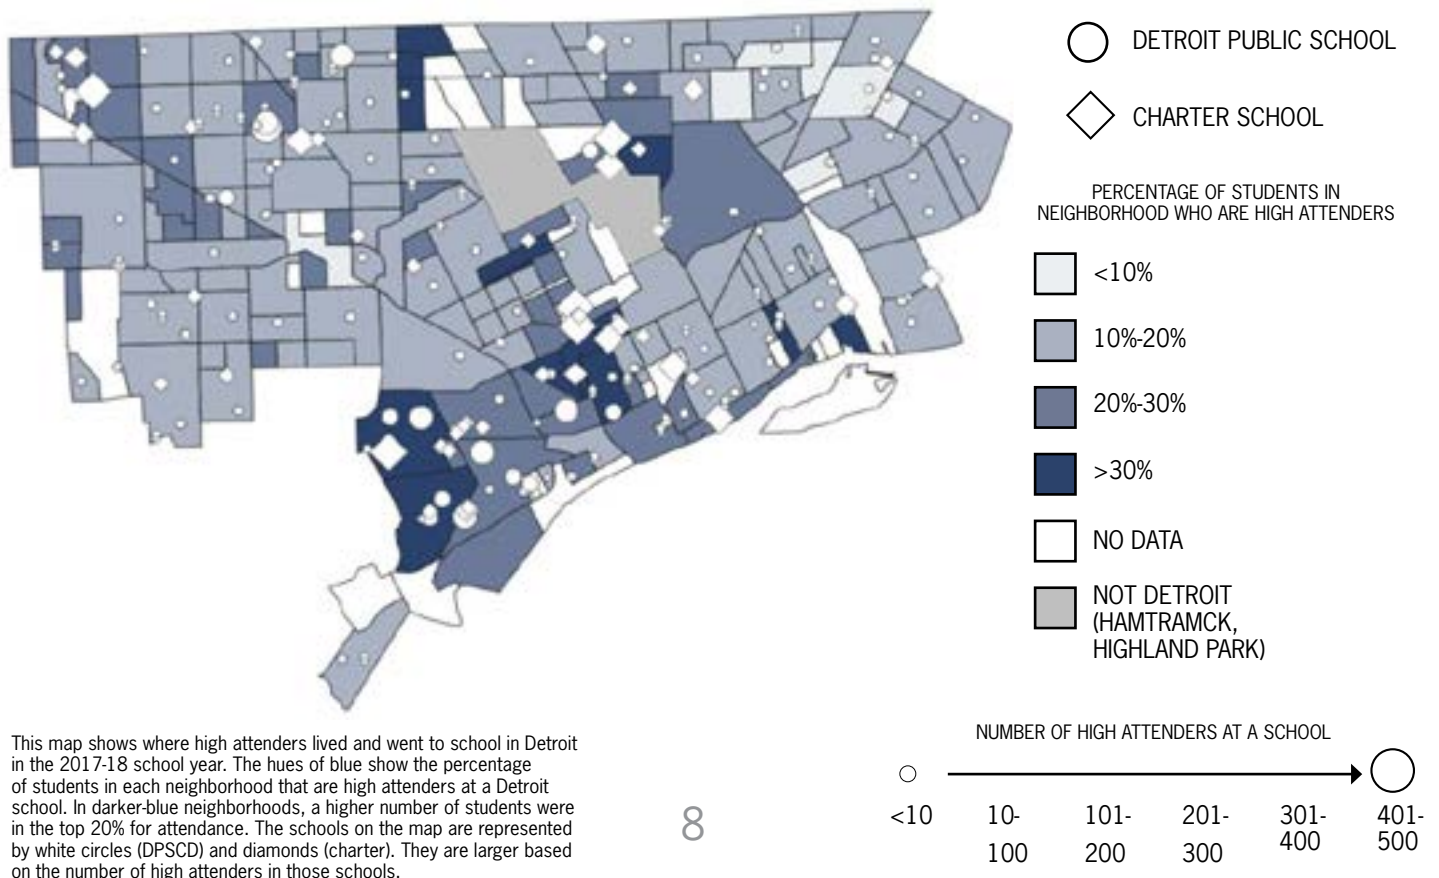 DETROIT PUBLIC SCHOOL
CHARTER SCHOOL
PERCENTAGE OF STUDENTS IN
NEIGHBORHOOD WHO ARE HIGH ATTENDERS
<10%
10%-20%
20%-30%
>30%
NO DATA
NOT DETROIT
(HAMTRAMCK,
HIGHLAND PARK)
NUMBER OF HIGH ATTENDERS AT A SCHOOL
<10
10-
100
101-
200
201-
300
301-
400
401-
500
This map shows where high attenders lived and went to school in Detroit
in the 2017-18 school year. The hues of blue show the percentage
of students in each neighborhood that are high attenders at a Detroit
school. In darker-blue neighborhoods, a higher number of students were
in the top 20% for attendance. The schools on the map are represented
by white circles (DPSCD) and diamonds (charter). They are larger based
on the number of high attenders in those schools.
8